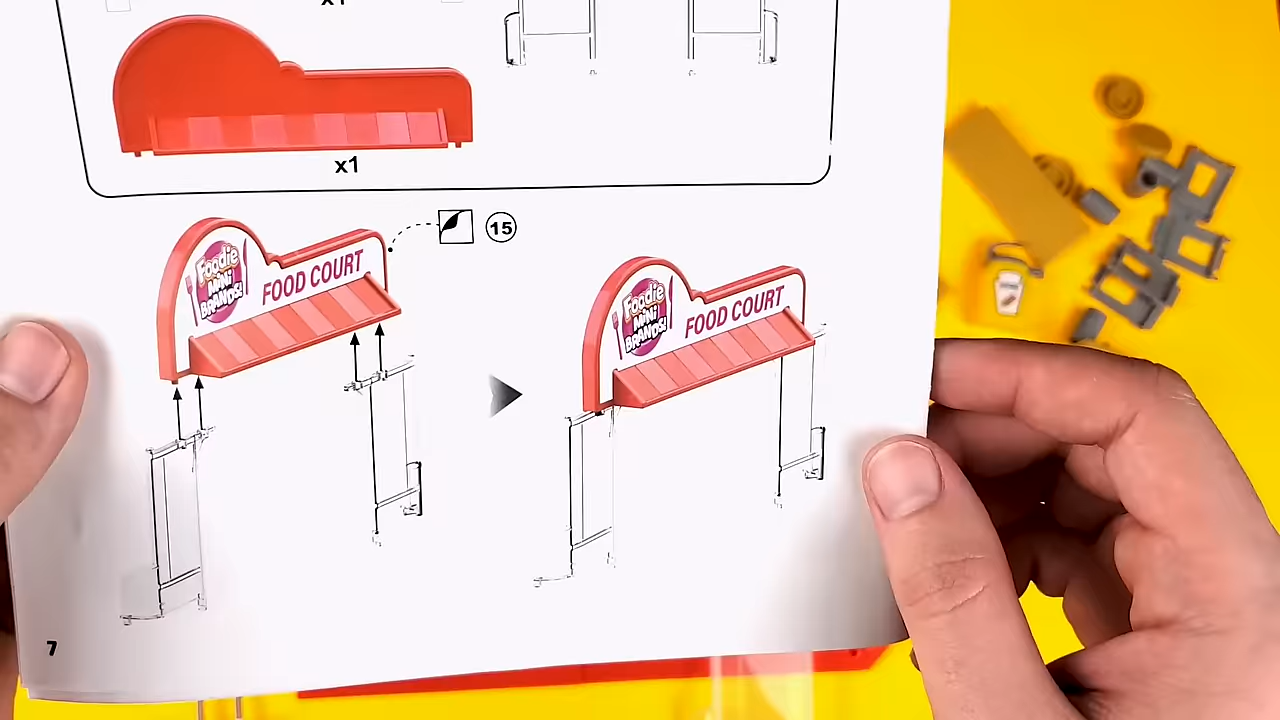 x1
x1
15
Foodie
MiNi
BRANDS!
FOOD COURT
Foodie
MiNi
BRANDS!
FOOD COURT
7